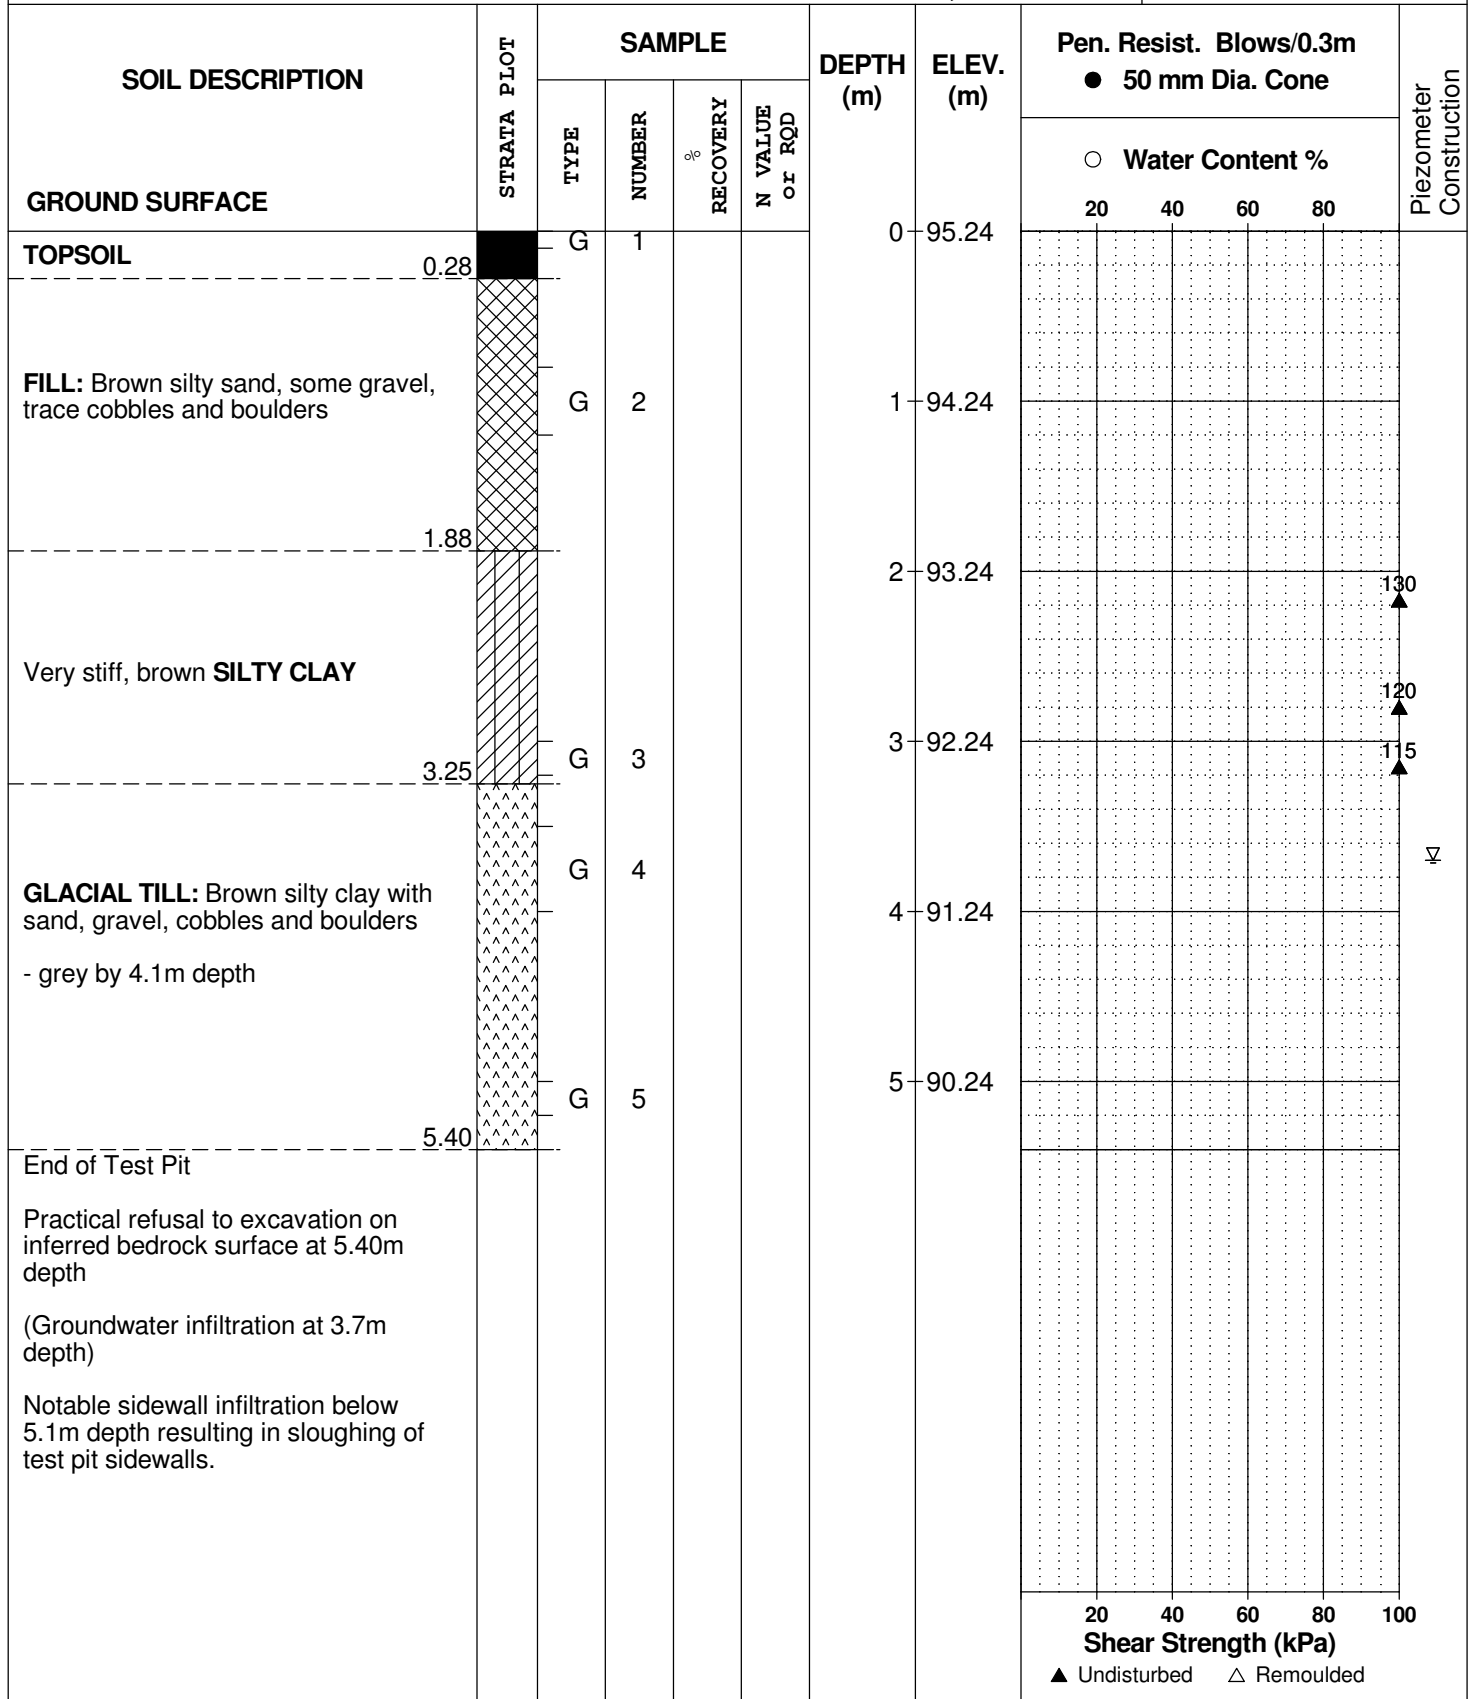 SOIL DESCRIPTION
GROUND SURFACE
STRATA PLOT
SAMPLE
TYPE
NUMBER
%
RECOVERY
N VALUE
or RQD
DEPTH
(m)
ELEV.
(m)
Pen. Resist. Blows/0.3m
● 50 mm Dia. Cone
○ Water Content %
20 40 60 80
Piezometer
Construction
TOPSOIL
0.28
G 1
0 95.24
FILL: Brown silty sand, some gravel,
trace cobbles and boulders
G 2
1 94.24
1.88
2 93.24
130
Very stiff, brown SILTY CLAY
120
3 92.24
115
G 3
3.25
G 4
GLACIAL TILL: Brown silty clay with
sand, gravel, cobbles and boulders
4 91.24
- grey by 4.1m depth
5 90.24
G 5
5.40
End of Test Pit
Practical refusal to excavation on
inferred bedrock surface at 5.40m
depth
(Groundwater infiltration at 3.7m
depth)
Notable sidewall infiltration below
5.1m depth resulting in sloughing of
test pit sidewalls.
20 40 60 80 100
Shear Strength (kPa)
▲ Undisturbed △ Remoulded